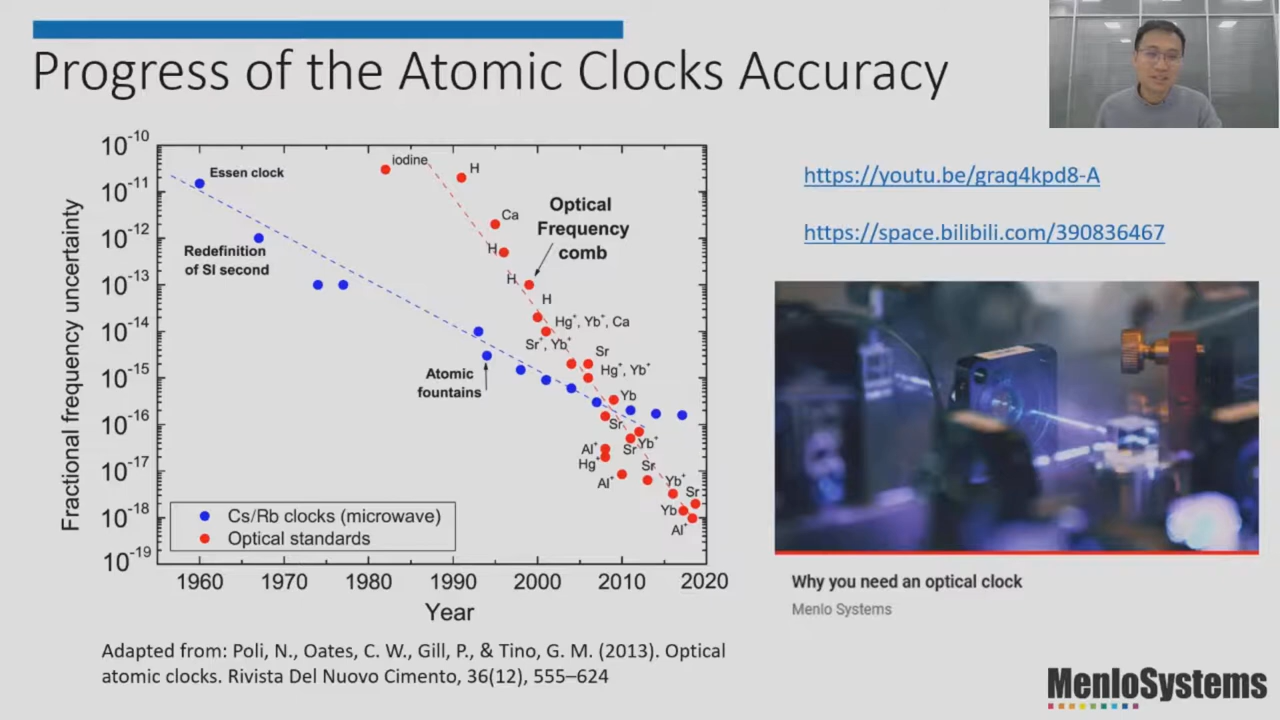 Progress of the Atomic Clocks Accuracy
Fractional frequency uncertainty
10-10
10-11
10-12
10-13
10-14
10-15
10-16
10-17
10-18
10-19
Essen clock
Redefinition
of SI second
iodine
H
Ca
H
H
Optical
Frequency
comb
H
Hg+, Yb+, Ca
Sr+, Yb+
Sr
Hg+, Yb+
Atomic
fountains
Yb
Sr
Yb+
Sr
Al+
Hg+
Al+
Sr
Yb+
Sr
Yb
Al+
Cs/Rb clocks (microwave)
Optical standards
1960 1970 1980 1990 2000 2010 2020
Year
Adapted from: Poli, N., Oates, C. W., Gill, P., & Tino, G. M. (2013). Optical
atomic clocks. Rivista Del Nuovo Cimento, 36(12), 555–624
https://youtu.be/graq4kpd8-A
https://space.bilibili.com/390836467
Why you need an optical clock
Menlo Systems
MenloSystems